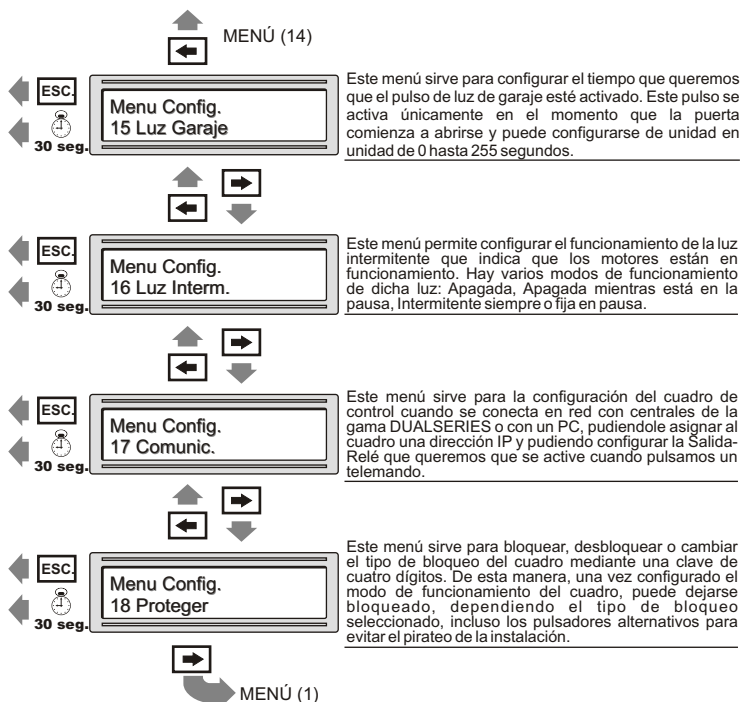 MENÚ (14)
ESC.
30 seg.
Menu Config.
15 Luz Garaje
Este menú sirve para configurar el tiempo que queremos
que el pulso de luz de garaje esté activado. Este pulso se
activa únicamente en el momento que la puerta
comienza a abrirse y puede configurarse de unidad en
unidad de 0 hasta 255 segundos.
ESC.
30 seg.
Menu Config.
16 Luz Interm.
Este menú permite configurar el funcionamiento de la luz
intermitente que indica que los motores están en
funcionamiento. Hay varios modos de funcionamiento
de dicha luz: Apagada, Apagada mientras está en la
pausa, Intermitente siempre o fija en pausa.
ESC.
30 seg.
Menu Config.
17 Comunic.
Este menú sirve para la configuración del cuadro de
control cuando se conecta en red con centrales de la
gama DUALSERIES o con un PC, pudiendole asignar al
cuadro una dirección IP y pudiendo configurar la Salida-
Relé que queremos que se active cuando pulsamos un
telemando.
ESC.
30 seg.
Menu Config.
18 Proteger
Este menú sirve para bloquear, desbloquear o cambiar
el tipo de bloqueo del cuadro mediante una clave de
cuatro dígitos. De esta manera, una vez configurado el
modo de funcionamiento del cuadro, puede dejarse
bloqueado, dependiendo el tipo de bloqueo
seleccionado, incluso los pulsadores alternativos para
evitar el pirateo de la instalación.
MENÚ (1)